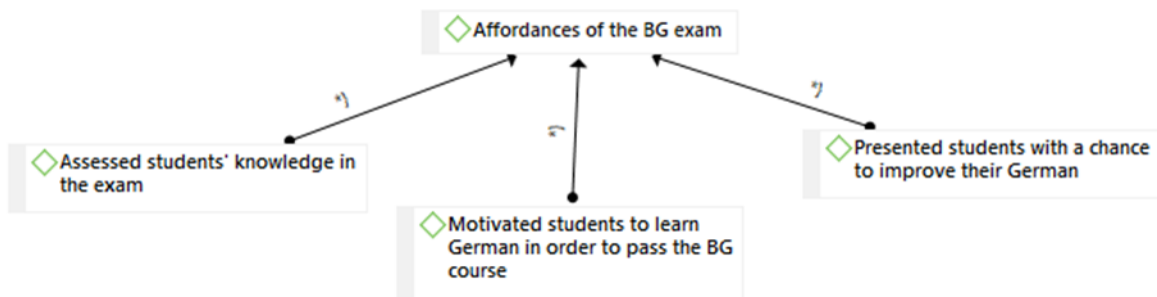 Affordances of the BG exam
*}
*}
*}
Assessed students' knowledge in
the exam
Presented students with a chance
to improve their German
Motivated students to learn
German in order to pass the BG
course